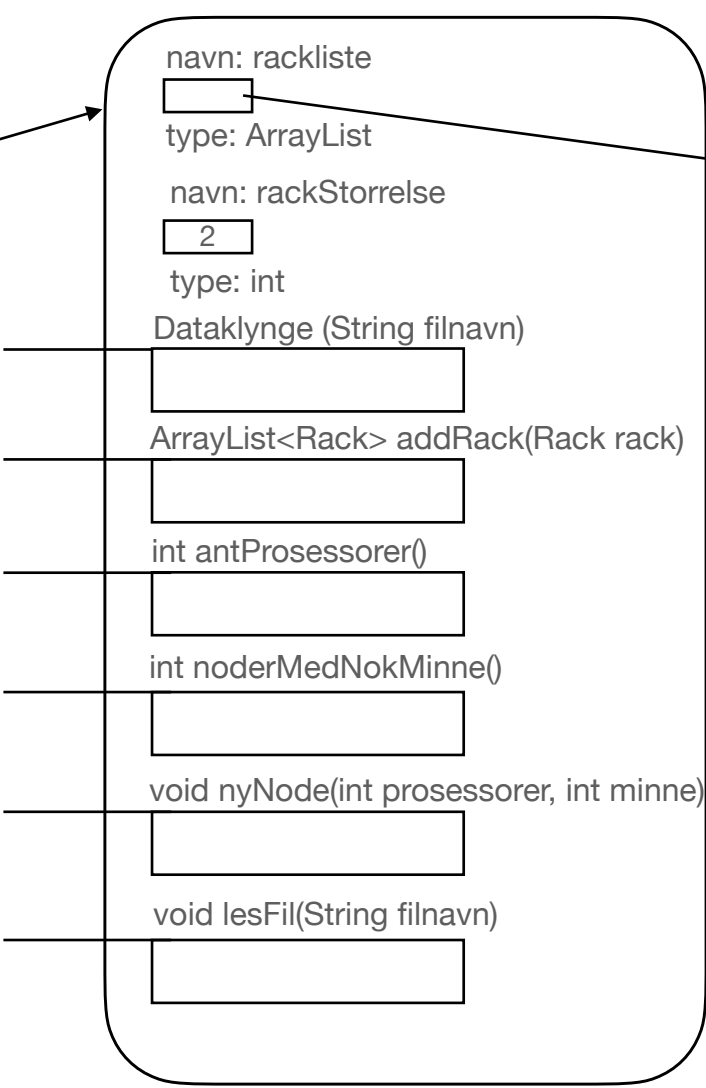 navn: rackliste
type: ArrayList
navn: rackStorrelse
2
type: int
Dataklynge (String filnavn)
ArrayList<Rack> addRack(Rack rack)
int antProsessorer()
int noderMedNokMinne()
void nyNode(int prosessorer, int minne)
void lesFil(String filnavn)